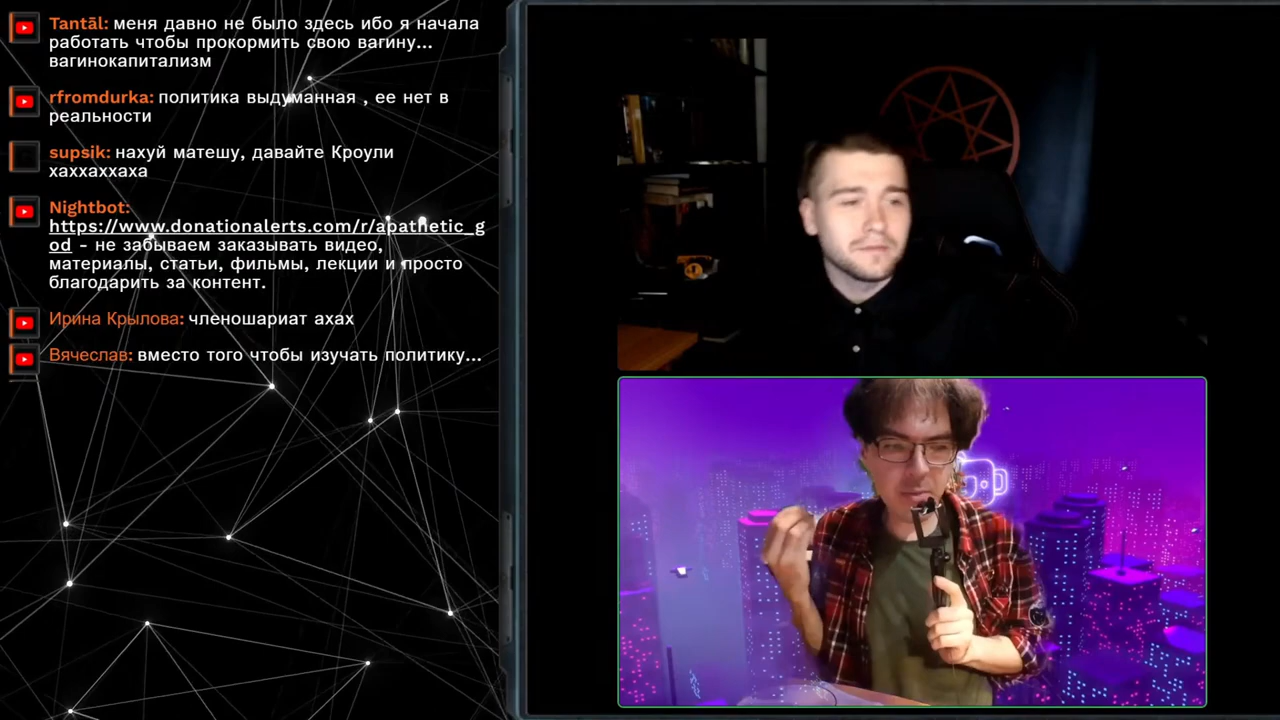 Tantāl: меня давно не было здесь ибо я начала
работать чтобы прокормить свою вагину...
вагинокапитализм
rfromdurka: политика выдуманная , ее нет в
реальности
supsik: нахуй матешу, давайте Кроули
хаххаххаха
Nightbot:
https://www.donationalerts.com/r/apathetic_g
od - не забываем заказывать видео,
материалы, статьи, фильмы, лекции и просто
благодарить за контент.
Ирина Крылова: членошариат ахах
Вячеслав: вместо того чтобы изучать политику...